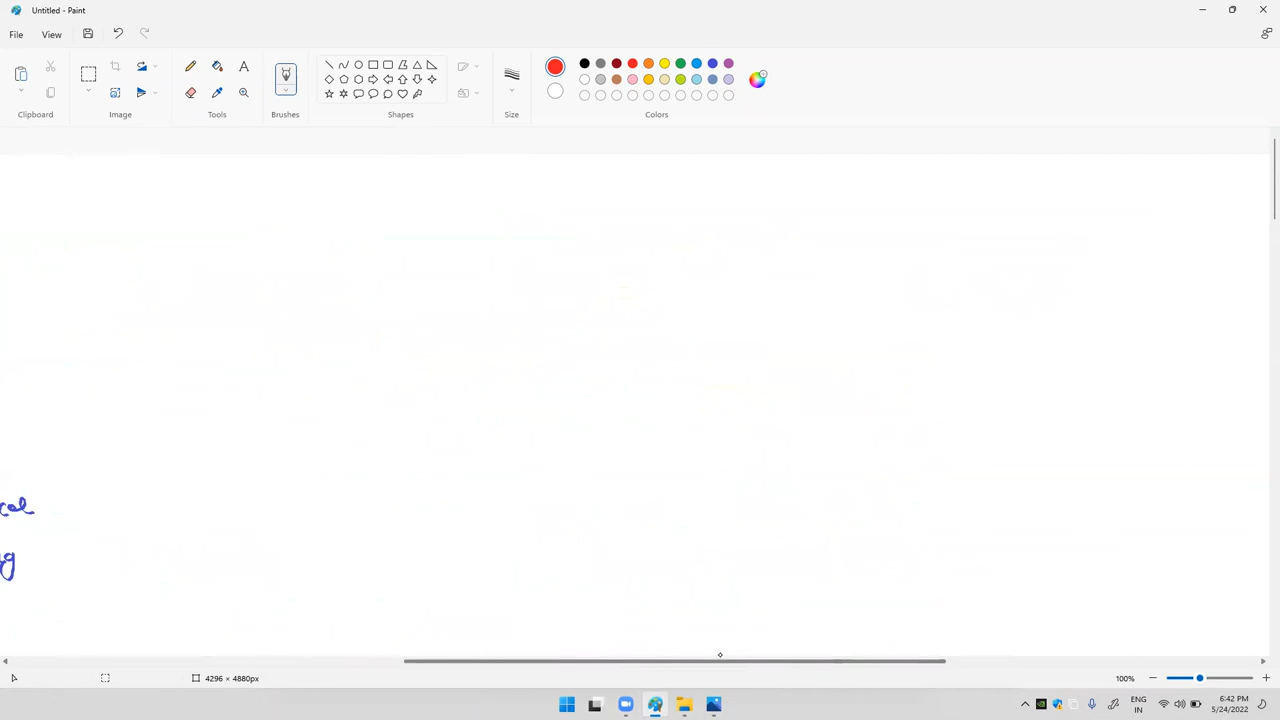 Untitled - Paint
File View
Clipboard Image Tools Brushes Shapes Size Colors
cal
g
4296 × 4880px 100%
ENG
IN
6:42 PM
5/24/2022